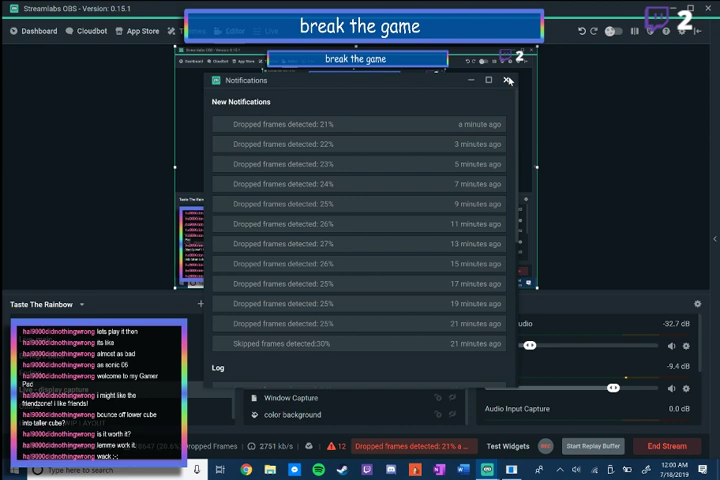 Streamlabs OBS - Version: 0.15.1
break the game
2
Dashboard
Cloudbot
App Store
Themes
Editor
Live
break the game
2
Notifications
New Notifications
Dropped frames detected: 21% a minute ago
Dropped frames detected: 22% 3 minutes ago
Dropped frames detected: 23% 5 minutes ago
Dropped frames detected: 24% 7 minutes ago
Dropped frames detected: 25% 9 minutes ago
Dropped frames detected: 26% 11 minutes ago
Dropped frames detected: 27% 13 minutes ago
Dropped frames detected: 26% 15 minutes ago
Dropped frames detected: 25% 17 minutes ago
Dropped frames detected: 25% 19 minutes ago
Dropped frames detected: 25% 21 minutes ago
Skipped frames detected:30% 21 minutes ago
Log
Taste The Rainbow
hal9000didnothingwrong lets play it then
hal9000didnothingwrong its like
hal9000didnothingwrong almost as bad
hal9000didnothingwrong as sonic 06
hal9000didnothingwrong welcome to my Gamer
Pad
hal9000didnothingwrong i might like the
friendzone! i like friends!
hal9000didnothingwrong bounce off lower cube
into taller cube?
hal9000didnothingwrong is it worth it?
hal9000didnothingwrong lemme work it
hal9000didnothingwrong wack ;-;
Window Capture
color background
udio -32.7 dB
-9.4 dB
Audio Input Capture 0.0 dB
(20.6%) Dropped Frames
2751 kb/s
12
Dropped frames detected: 21% a ...
Test Widgets
REC
Start Replay Buffer
End Stream
Type here to search
12:00 AM
7/18/2019